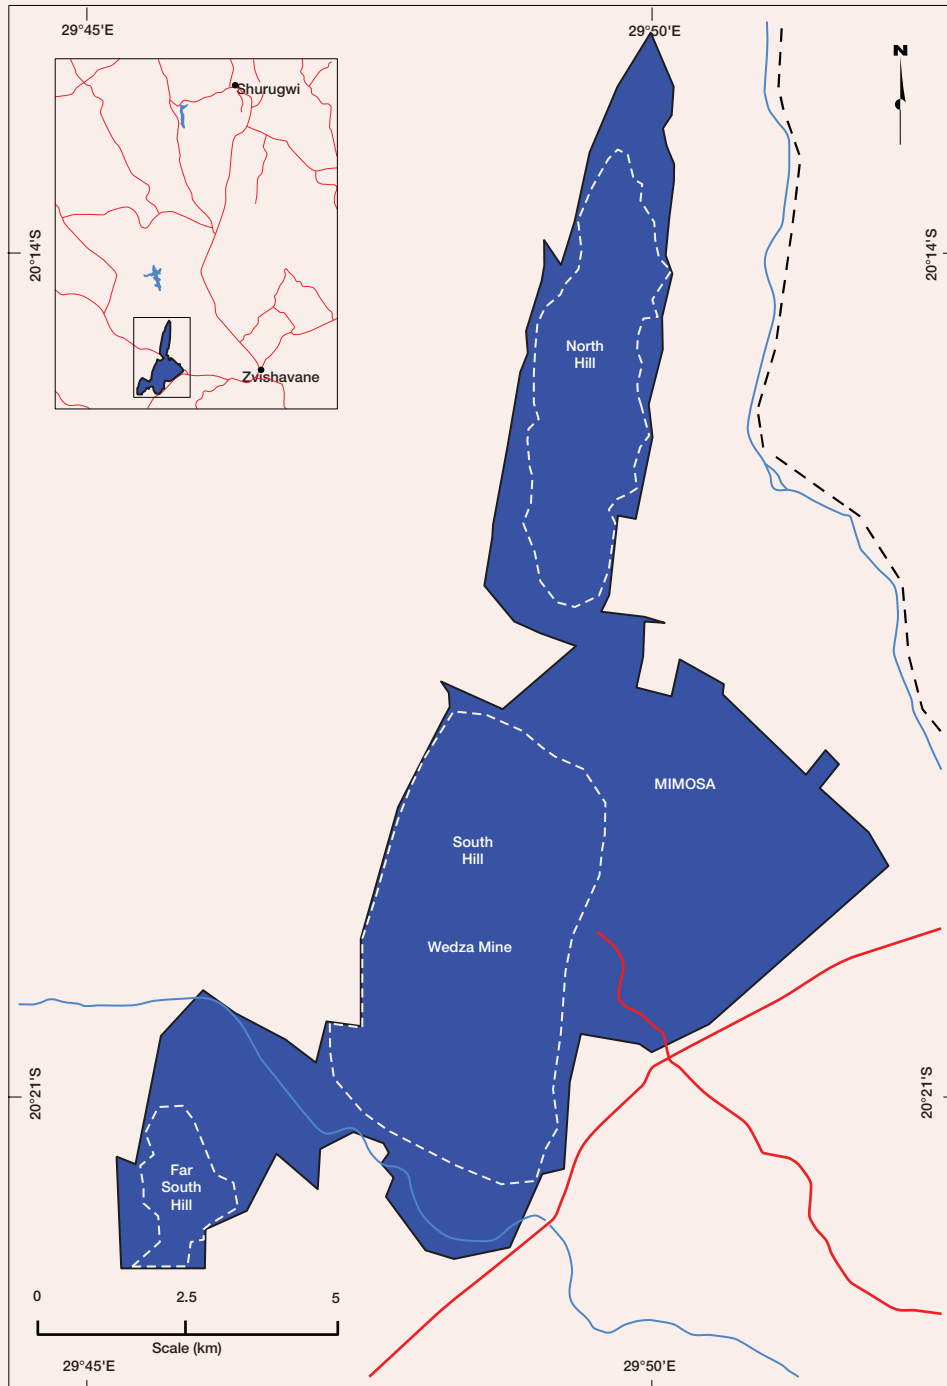 29°45'E
29°50'E
N
Shurugwi
Zvishavane
20°14'S
20°14'S
North
Hill
MIMOSA
South
Hill
Wedza Mine
20°21'S
20°21'S
Far
South
Hill
0 2.5 5
Scale (km)
29°45'E
29°50'E